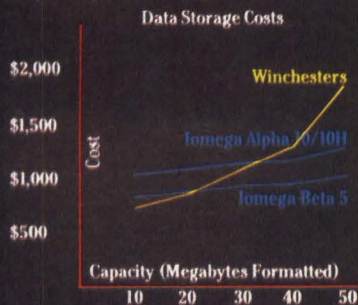 Data Storage Costs
$2,000
Winchesters
$1,500
Iomega Alpha 10/10H
Cost
$1,000
Iomega Beta 5
$500
Capacity (Megabytes Formatted)
10 20 30 40 50